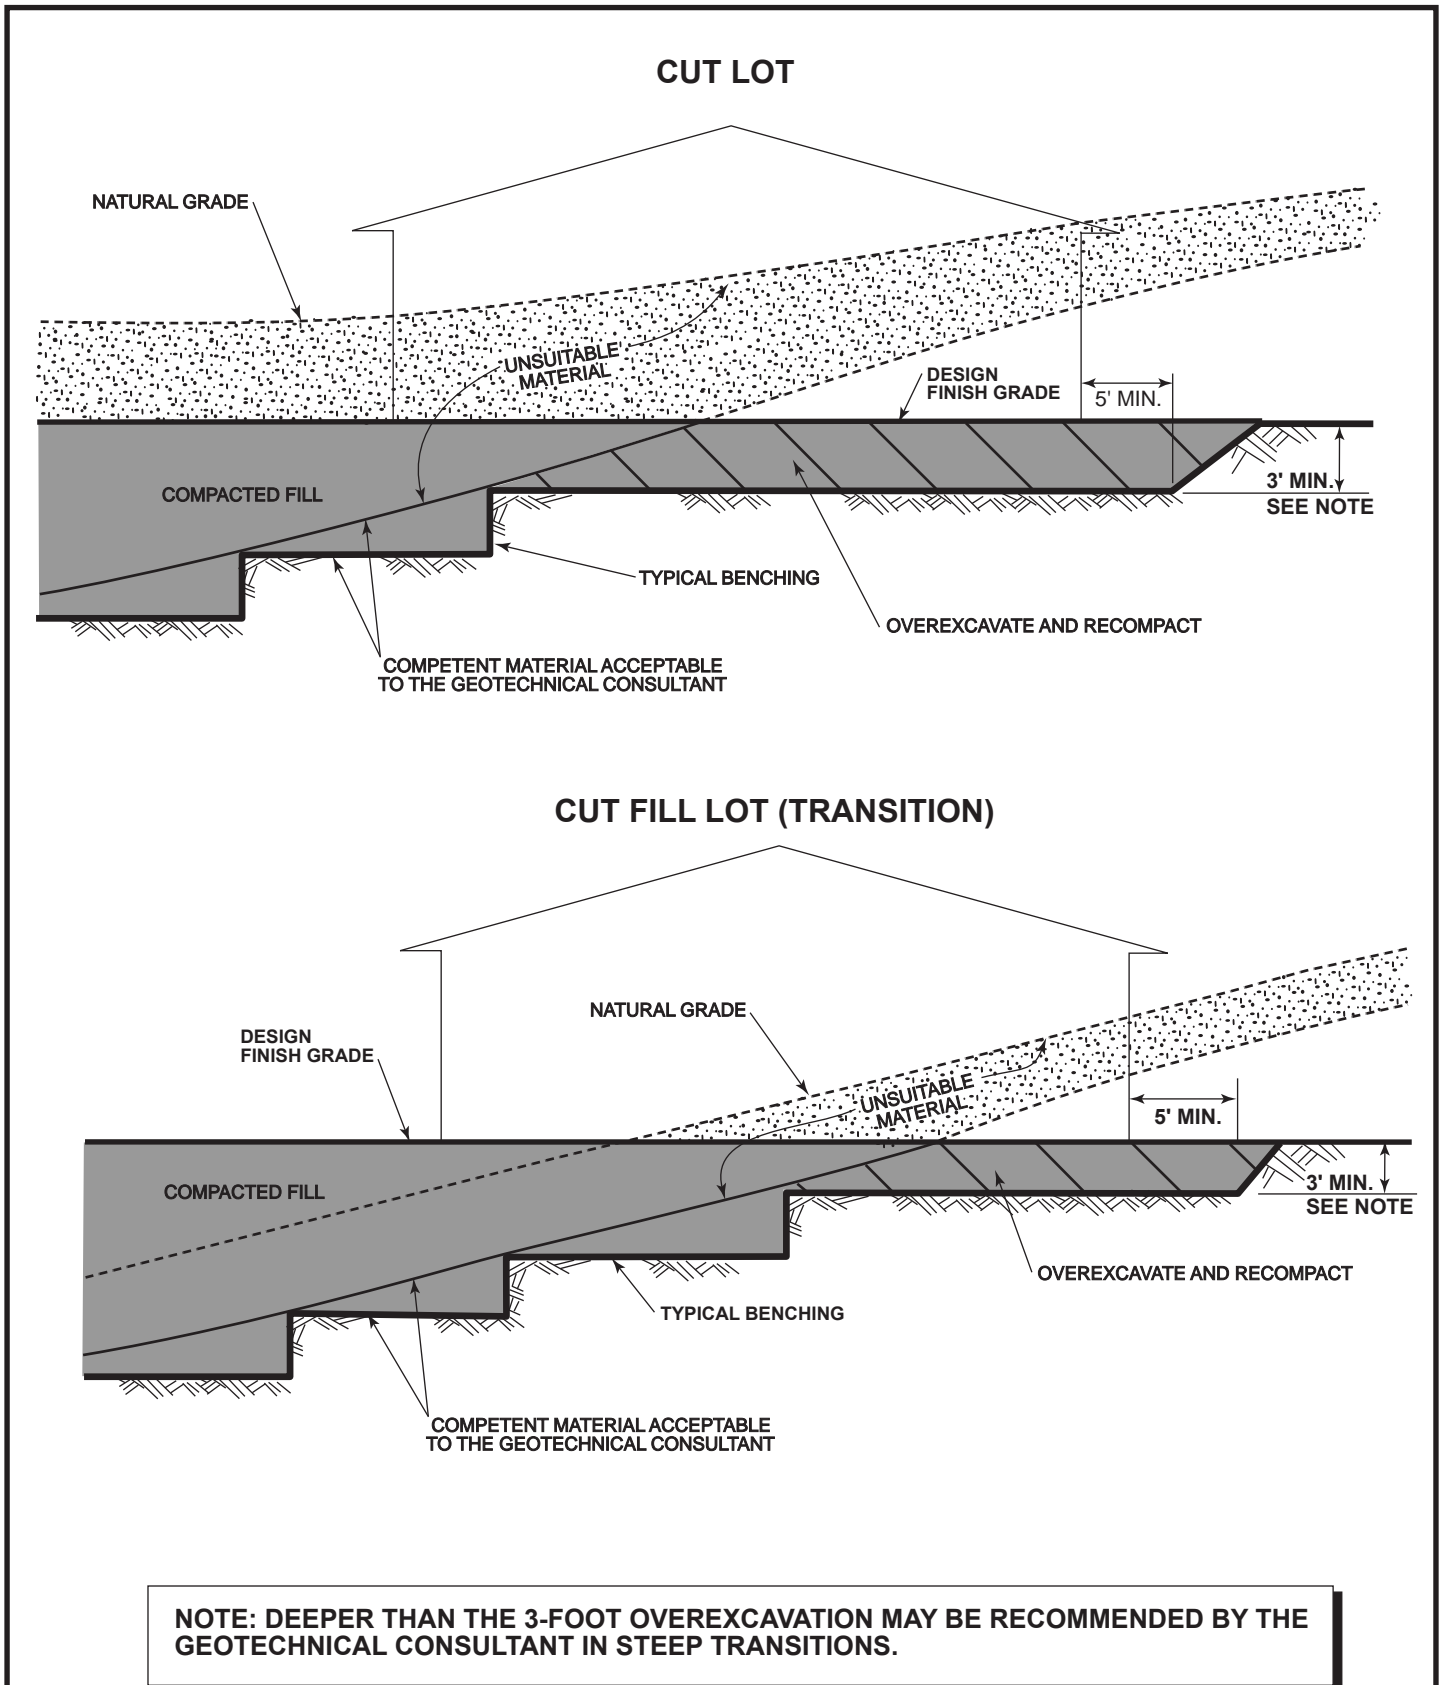 CUT LOT
NATURAL GRADE
UNSUITABLE
MATERIAL
DESIGN
FINISH GRADE
5' MIN.
COMPACTED FILL
3' MIN.
SEE NOTE
TYPICAL BENCHING
OVEREXCAVATE AND RECOMPACT
COMPETENT MATERIAL ACCEPTABLE
TO THE GEOTECHNICAL CONSULTANT
CUT FILL LOT (TRANSITION)
NATURAL GRADE
DESIGN
FINISH GRADE
UNSUITABLE
MATERIAL
5' MIN.
COMPACTED FILL
3' MIN.
SEE NOTE
OVEREXCAVATE AND RECOMPACT
TYPICAL BENCHING
COMPETENT MATERIAL ACCEPTABLE
TO THE GEOTECHNICAL CONSULTANT
NOTE: DEEPER THAN THE 3-FOOT OVEREXCAVATION MAY BE RECOMMENDED BY THE
GEOTECHNICAL CONSULTANT IN STEEP TRANSITIONS.